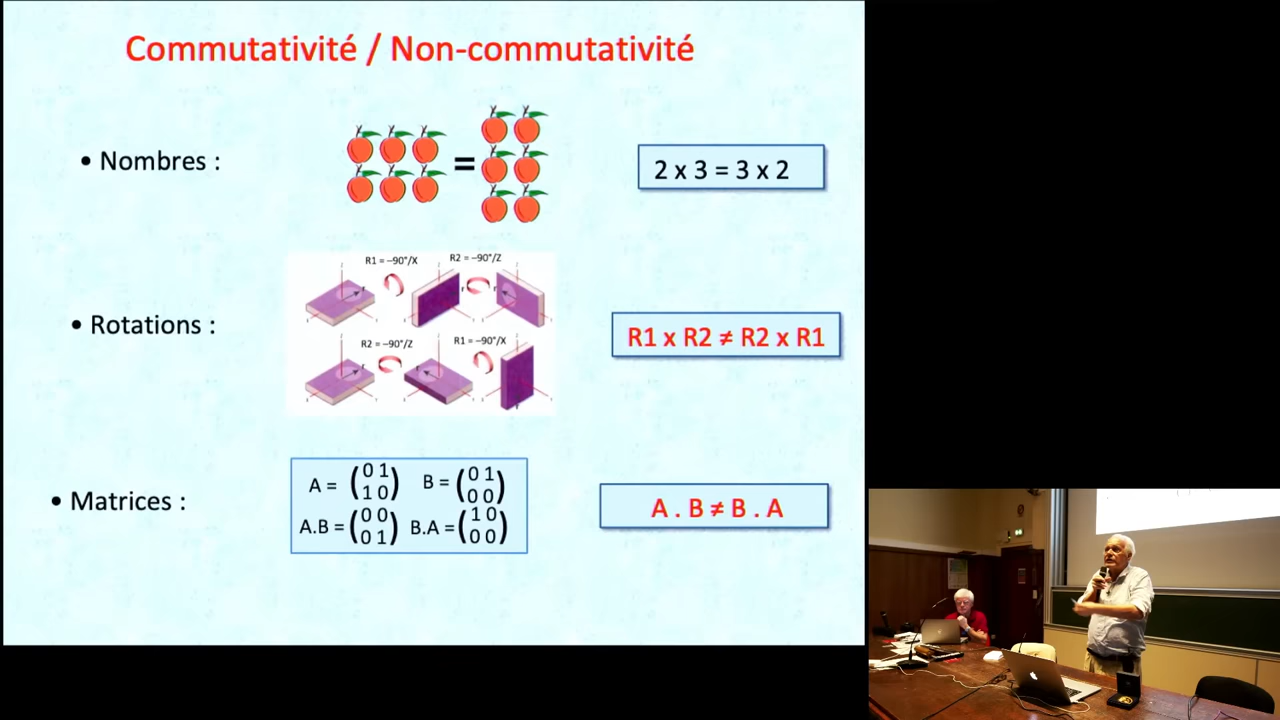 Commutativité / Non-commutativité
• Nombres :
=
2 x 3 = 3 x 2
• Rotations :
R1 = –90°/X
R2 = –90°/Z
R2 = –90°/Z
R1 = –90°/X
R1 x R2 ≠ R2 x R1
• Matrices :
A = (0 1
1 0)
B = (0 1
0 0)
A.B = (0 0
0 1)
B.A = (1 0
0 0)
A . B ≠ B . A